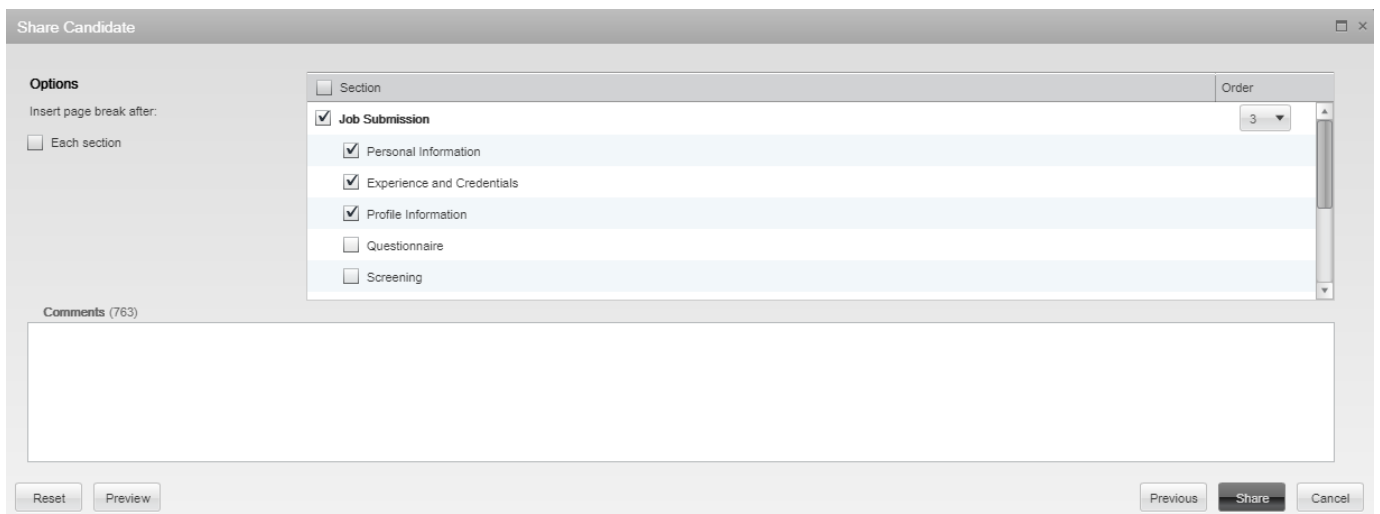 Share Candidate
Options
Insert page break after:
Each section
Section Order
Job Submission 3
Personal Information
Experience and Credentials
Profile Information
Questionnaire
Screening
Comments (763)
Reset Preview Previous Share Cancel